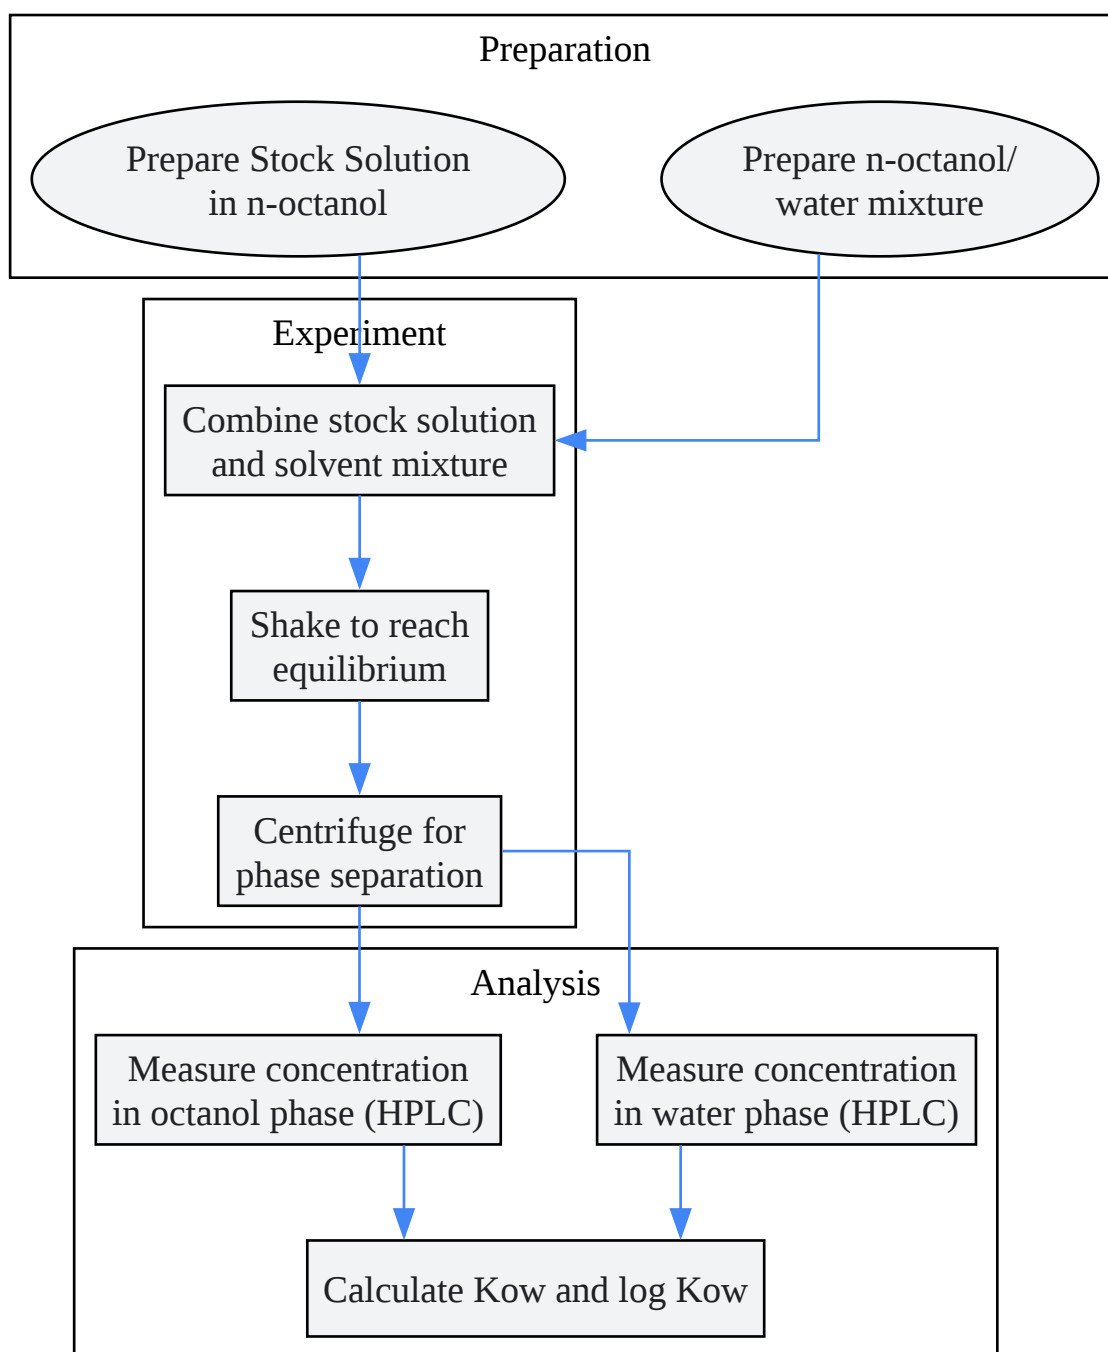 Preparation
Prepare Stock Solution
in n-octanol
Prepare n-octanol/
water mixture
Experiment
Combine stock solution
and solvent mixture
Shake to reach
equilibrium
Centrifuge for
phase separation
Analysis
Measure concentration
in octanol phase (HPLC)
Measure concentration
in water phase (HPLC)
Calculate Kow and log Kow